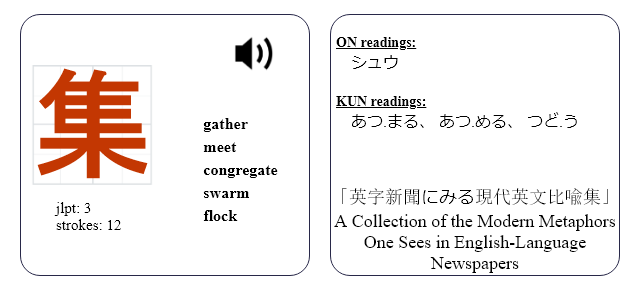 集
gather
meet
congregate
swarm
flock
jlpt: 3
strokes: 12
ON readings:
シュウ
KUN readings:
あつ.まる、 あつ.める、 つど.う
「英字新聞にみる現代英文比喩集」
A Collection of the Modern Metaphors
One Sees in English-Language
Newspapers